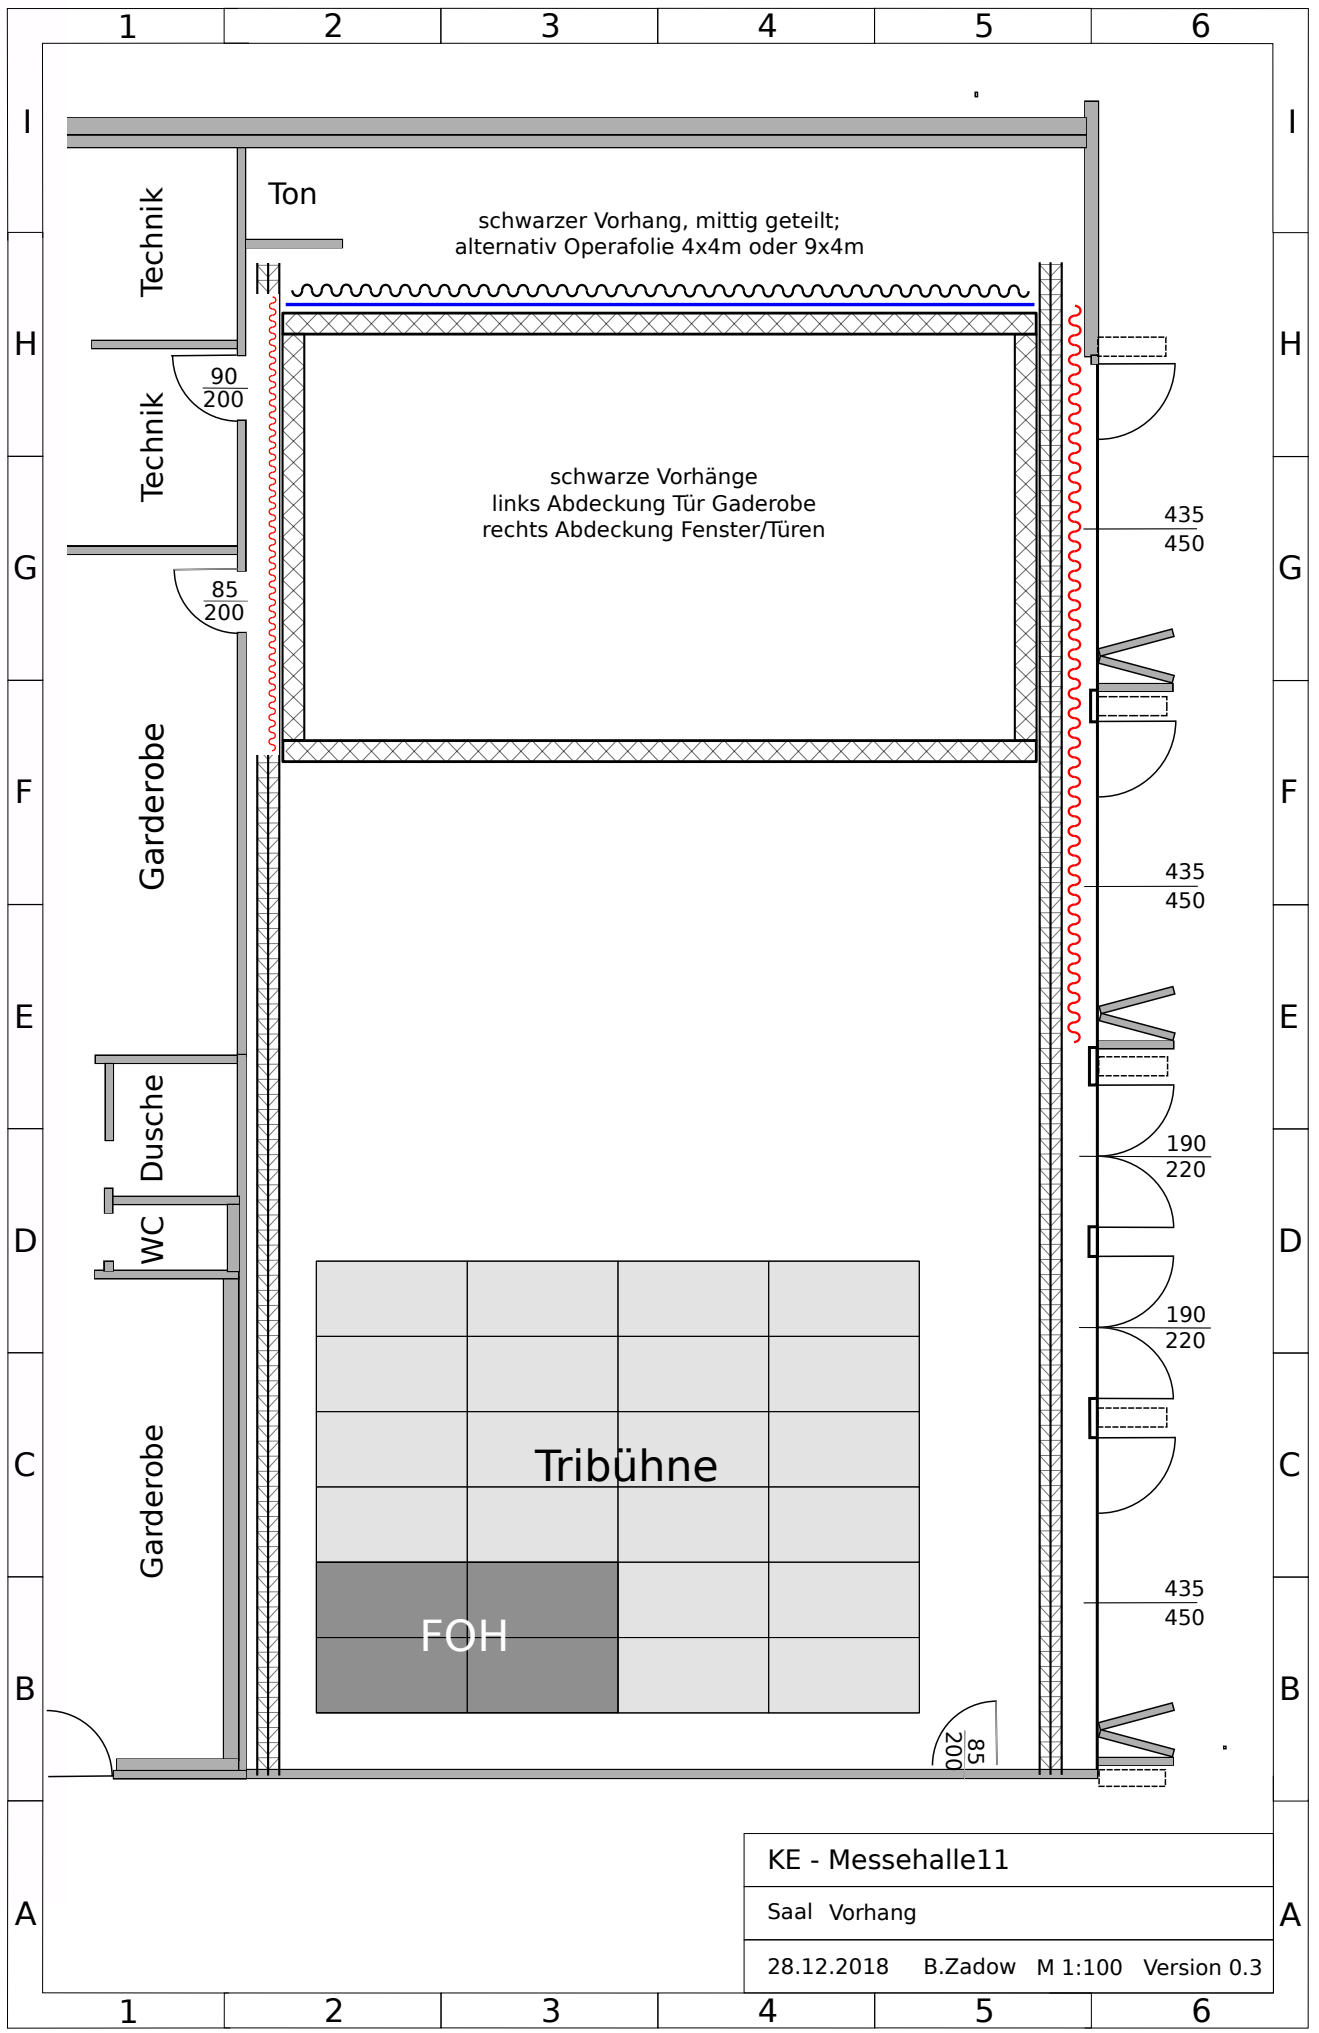 1 2 3 4 5 6
I I
H H
G G
F F
E E
D D
C C
B B
A A
Technik
Ton
schwarzer Vorhang, mittig geteilt;
alternativ Operafolie 4x4m oder 9x4m
90
200
Technik
schwarze Vorhänge
links Abdeckung Tür Gaderobe
rechts Abdeckung Fenster/Türen
435
450
85
200
Garderobe
435
450
Dusche
190
220
WC
190
220
Tribühne
Garderobe
FOH
435
450
85
200
KE - Messehalle11
Saal Vorhang
28.12.2018 B.Zadow M 1:100 Version 0.3
1 2 3 4 5 6